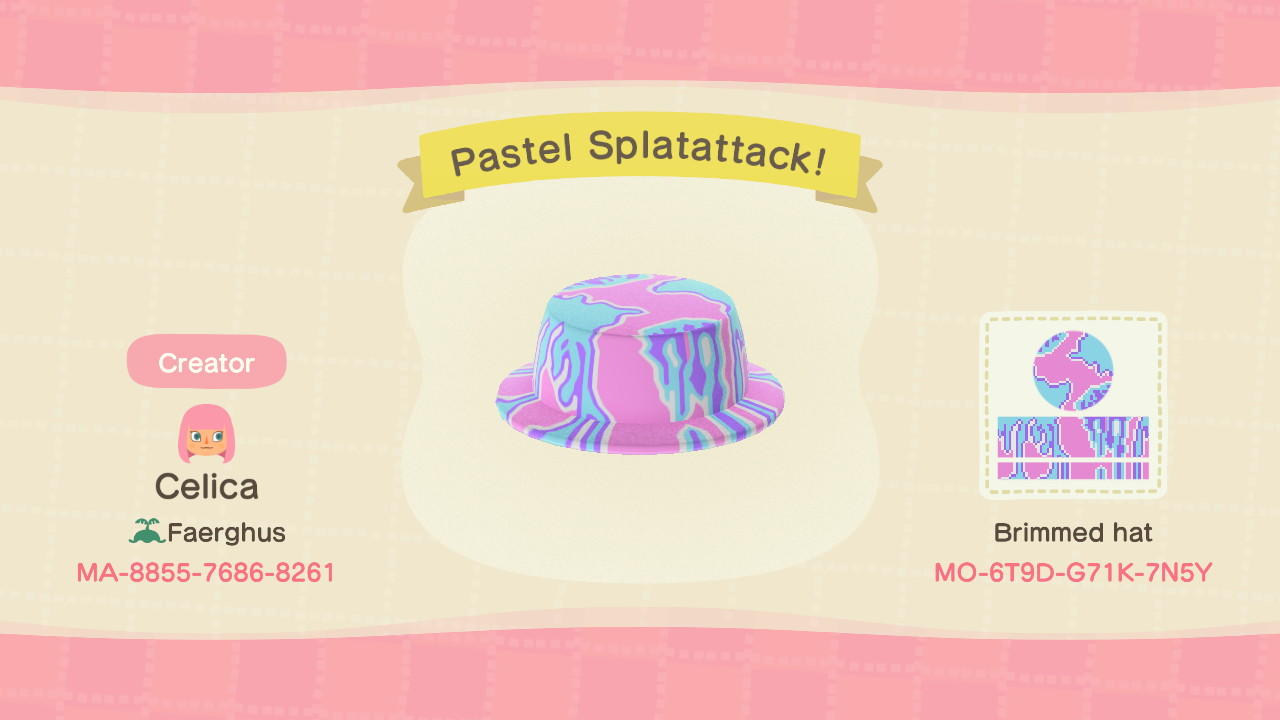 Pastel Splatattack!
Creator
Celica
Faerghus
MA-8855-7686-8261
Brimmed hat
MO-6T9D-G71K-7N5Y